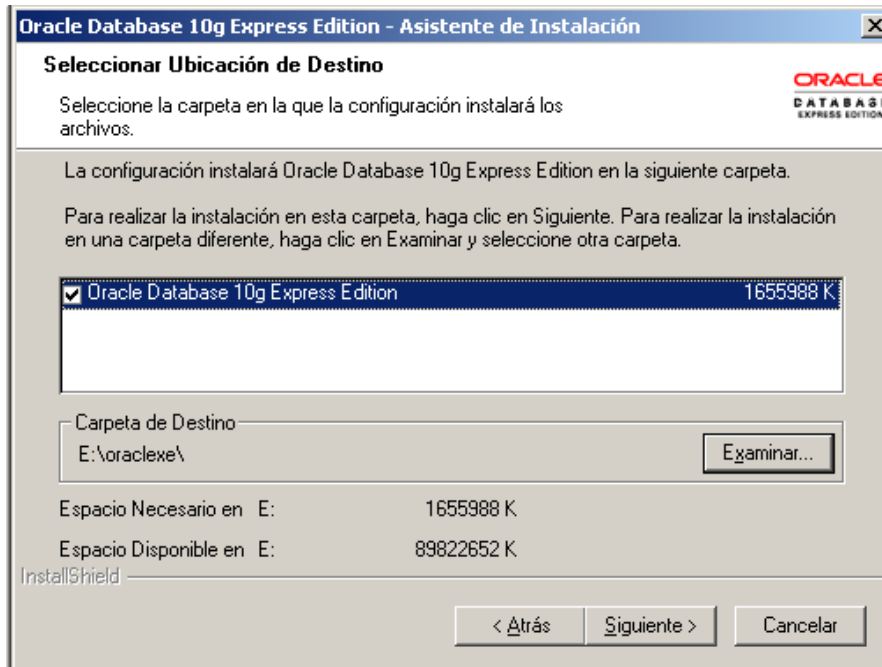 Oracle Database 10g Express Edition - Asistente de Instalación
Seleccionar Ubicación de Destino
Seleccione la carpeta en la que la configuración instalará los
archivos.
ORACLE
DATABASE
EXPRESS EDITION
La configuración instalará Oracle Database 10g Express Edition en la siguiente carpeta.
Para realizar la instalación en esta carpeta, haga clic en Siguiente. Para realizar la instalación
en una carpeta diferente, haga clic en Examinar y seleccione otra carpeta.
Oracle Database 10g Express Edition 1655988 K
Carpeta de Destino
E:\oraclexe\
Examinar...
Espacio Necesario en E: 1655988 K
Espacio Disponible en E: 89822652 K
InstallShield
< Atrás Siguiente > Cancelar